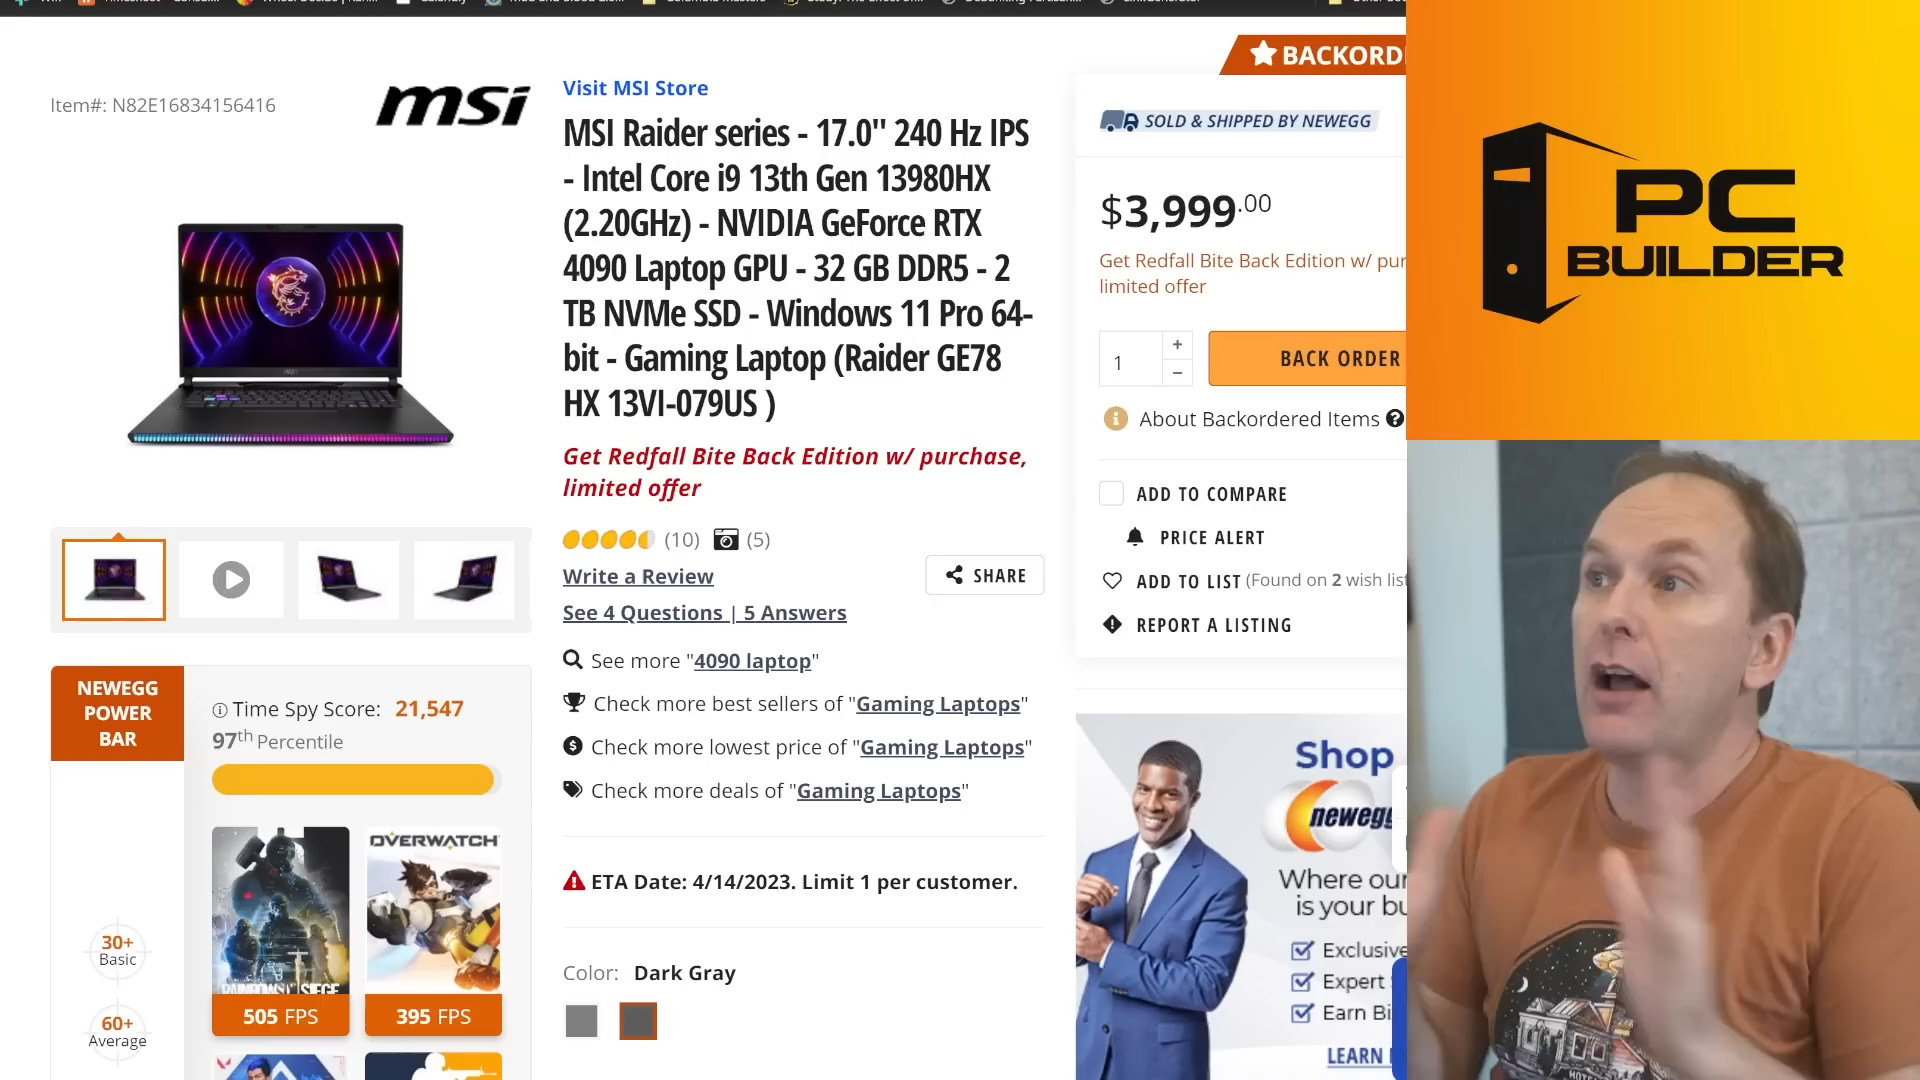 BACKORD
Item#: N82E16834156416
msi
Visit MSI Store
MSI Raider series - 17.0" 240 Hz IPS
- Intel Core i9 13th Gen 13980HX
(2.20GHz) - NVIDIA GeForce RTX
4090 Laptop GPU - 32 GB DDR5 - 2
TB NVMe SSD - Windows 11 Pro 64-
bit - Gaming Laptop (Raider GE78
HX 13VI-079US )
Get Redfall Bite Back Edition w/ purchase,
limited offer
(10) (5)
Write a Review
SHARE
See 4 Questions | 5 Answers
See more "4090 laptop"
Check more best sellers of "Gaming Laptops"
Check more lowest price of "Gaming Laptops"
Check more deals of "Gaming Laptops"
ETA Date: 4/14/2023. Limit 1 per customer.
Color: Dark Gray
NEWEGG
POWER
BAR
Time Spy Score: 21,547
97th Percentile
30+
Basic
60+
Average
505 FPS
OVERWATCH
395 FPS
SOLD & SHIPPED BY NEWEGG
$3,999.00
Get Redfall Bite Back Edition w/ pur
limited offer
1
+
−
BACK ORDER
About Backordered Items
ADD TO COMPARE
PRICE ALERT
ADD TO LIST (Found on 2 wish list
REPORT A LISTING
Shop
newegg
Where our
is your bu
Exclusive
Expert
Earn Bi
LEARN
PC
BUILDER